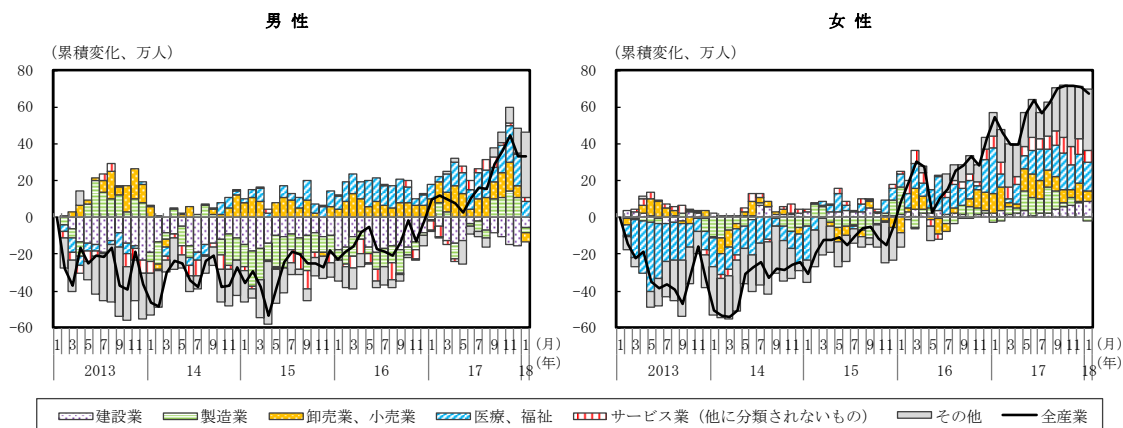 男 性
(累積変化、万人)
80
60
40
20
0
−20
−40
−60
1 3 5 7 9 11 1 3 5 7 9 11 1 3 5 7 9 11 1 3 5 7 9 11 1 3 5 7 9 11 1 (月)
2013 14 15 16 17 18 (年)
女 性
(累積変化、万人)
80
60
40
20
0
−20
−40
−60
1 3 5 7 9 11 1 3 5 7 9 11 1 3 5 7 9 11 1 3 5 7 9 11 1 3 5 7 9 11 1 (月)
2013 14 15 16 17 18 (年)
建設業 製造業 卸売業、小売業 医療、福祉 サービス業(他に分類されないもの) その他 全産業